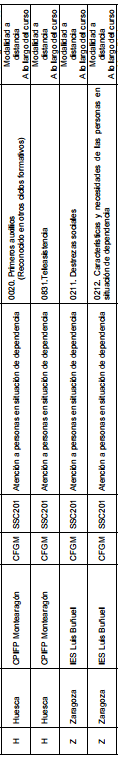 H Huesca CPIFP Montearagón CFGM SSC201 Atención a personas en situación de dependencia 0020. Primeros auxilios Modalidad a
(Reconocido en otros ciclos formativos) distancia
A lo largo del curso
H Huesca CPIFP Montearagón CFGM SSC201 Atención a personas en situación de dependencia 0831. Teleasistencia Modalidad a
distancia
A lo largo del curso
Z Zaragoza IES Luis Buñuel CFGM SSC201 Atención a personas en situación de dependencia 0211. Destrezas sociales Modalidad a
distancia
A lo largo del curso
Z Zaragoza IES Luis Buñuel CFGM SSC201 Atención a personas en situación de dependencia 0212. Características y necesidades de las personas en Modalidad a
situación de dependencia distancia
A lo largo del curso